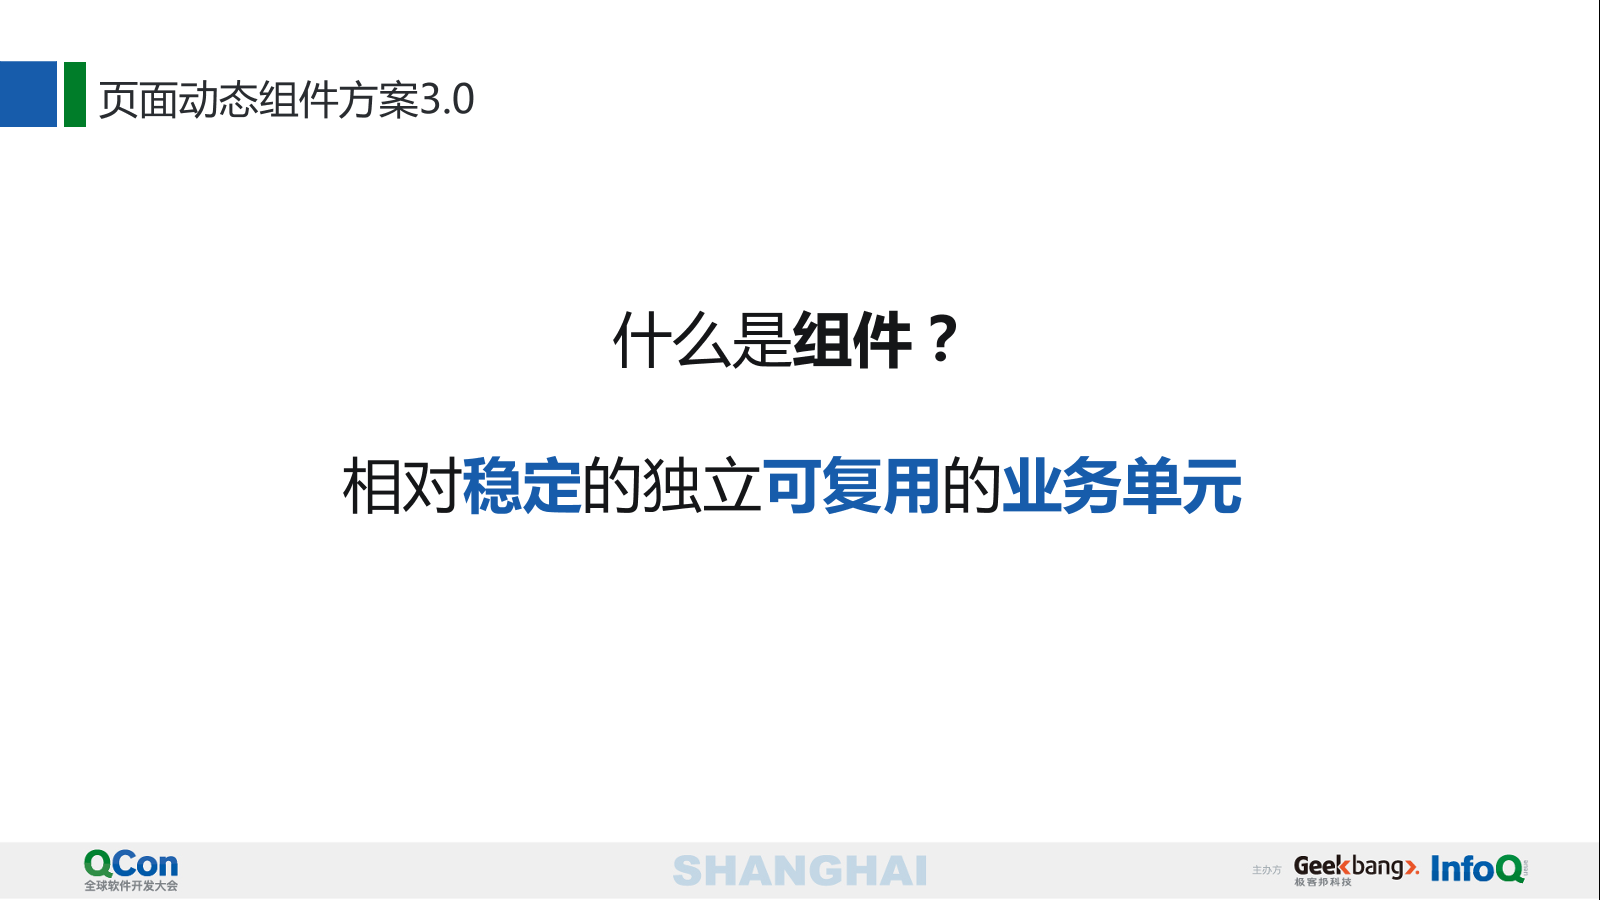 页面动态组件方案3.0
什么是组件？
相对稳定的独立可复用的业务单元
QCon
全球软件开发大会
SHANGHAI
主办方
Geekbang>.
极客邦科技
InfoQ